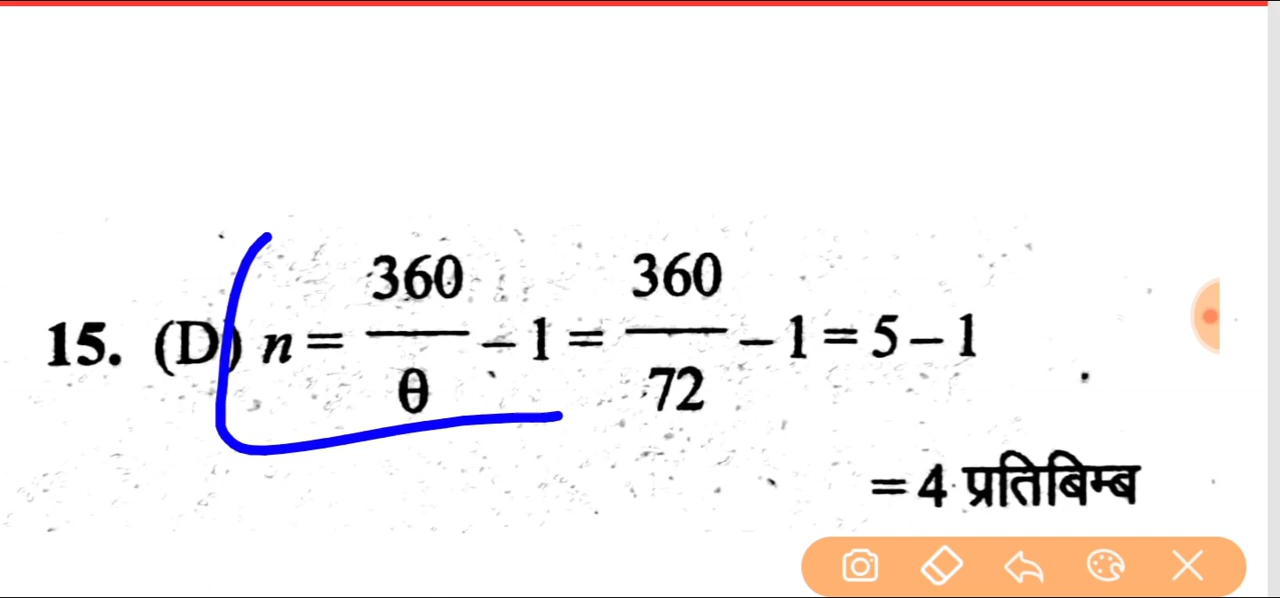 15. (D) n = 360/θ - 1 = 360/72 - 1 = 5 - 1
= 4 प्रतिबिम्ब